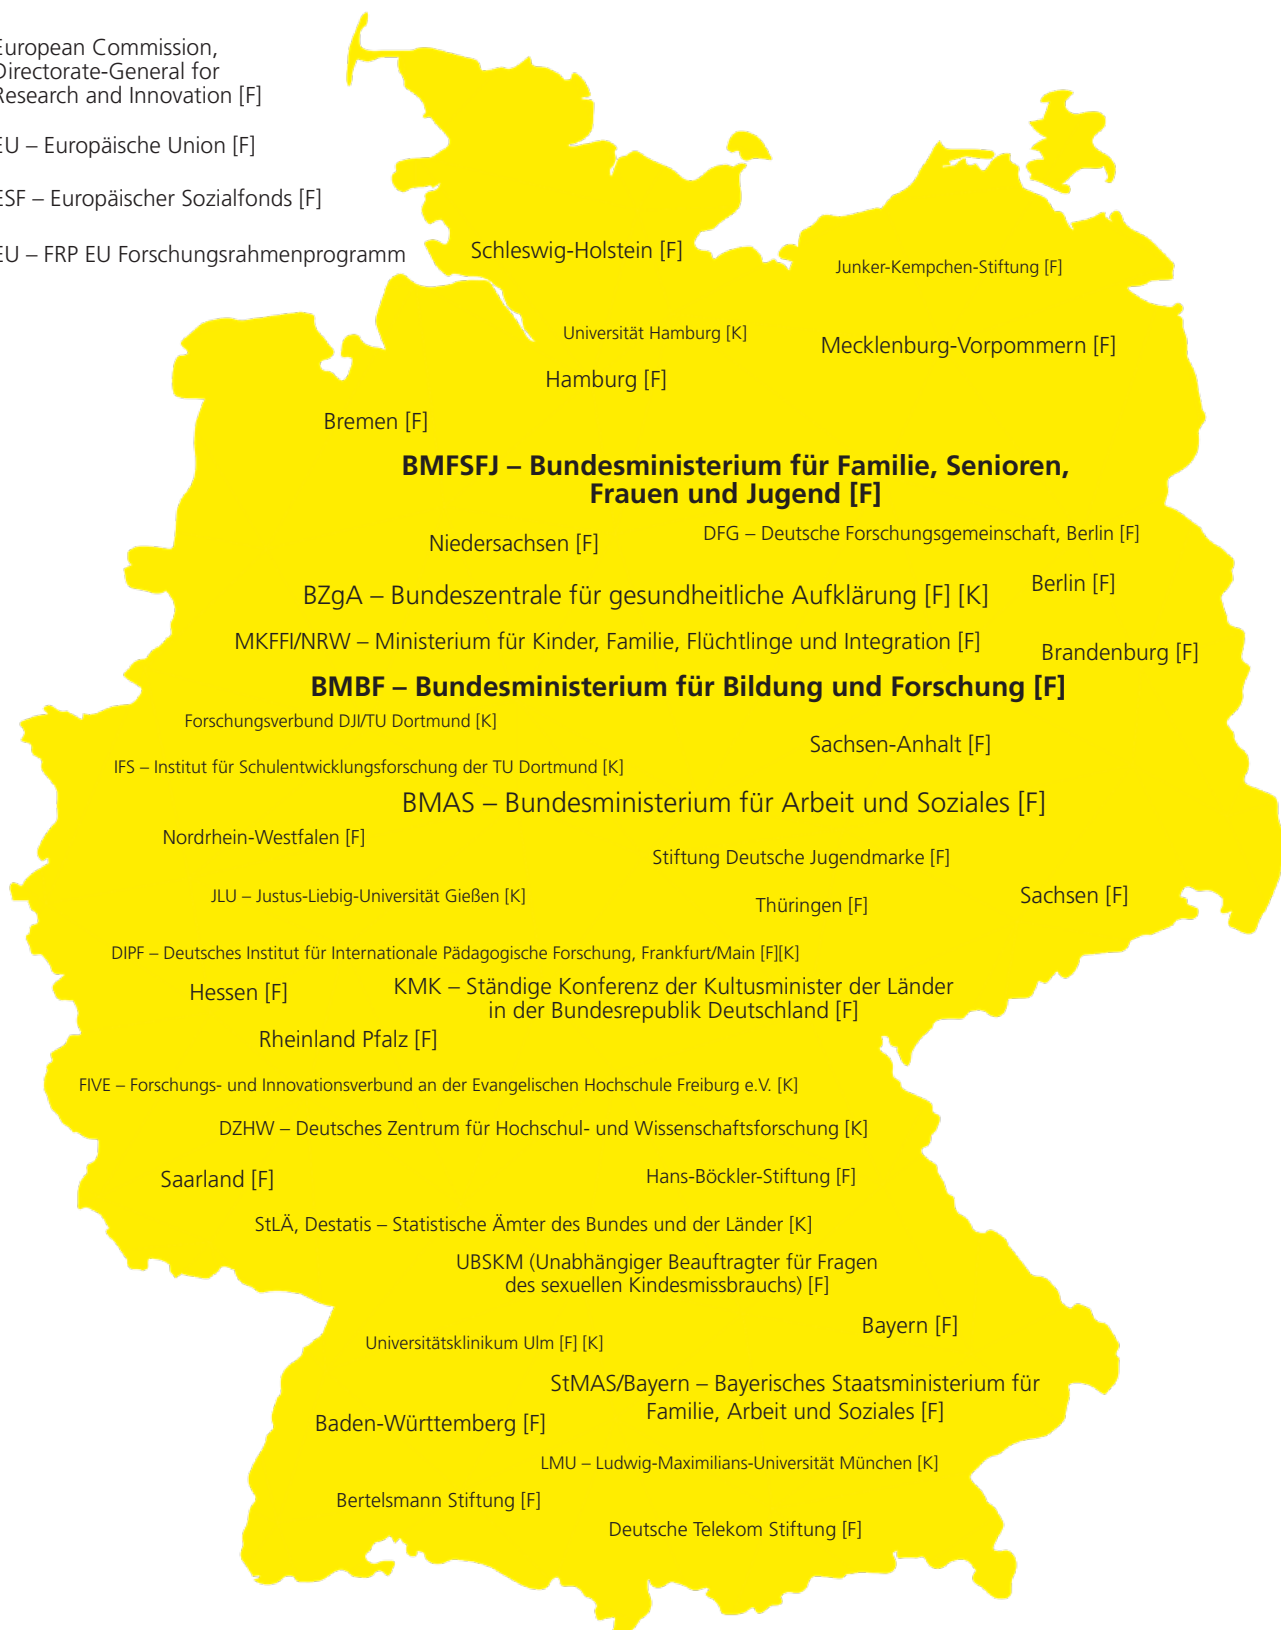 European Commission,
Directorate-General for
Research and Innovation [F]
EU – Europäische Union [F]
ESF – Europäischer Sozialfonds [F]
EU – FRP EU Forschungsrahmenprogramm
Schleswig-Holstein [F]
Junker-Kempchen-Stiftung [F]
Universität Hamburg [K]
Mecklenburg-Vorpommern [F]
Hamburg [F]
Bremen [F]
BMFSFJ – Bundesministerium für Familie, Senioren,
Frauen und Jugend [F]
DFG – Deutsche Forschungsgemeinschaft, Berlin [F]
Niedersachsen [F]
Berlin [F]
BZgA – Bundeszentrale für gesundheitliche Aufklärung [F] [K]
MKFFI/NRW – Ministerium für Kinder, Familie, Flüchtlinge und Integration [F]
Brandenburg [F]
BMBF – Bundesministerium für Bildung und Forschung [F]
Forschungsverbund DJI/TU Dortmund [K]
Sachsen-Anhalt [F]
IFS – Institut für Schulentwicklungsforschung der TU Dortmund [K]
BMAS – Bundesministerium für Arbeit und Soziales [F]
Nordrhein-Westfalen [F]
Stiftung Deutsche Jugendmarke [F]
JLU – Justus-Liebig-Universität Gießen [K]
Thüringen [F]
Sachsen [F]
DIPF – Deutsches Institut für Internationale Pädagogische Forschung, Frankfurt/Main [F][K]
Hessen [F]
KMK – Ständige Konferenz der Kultusminister der Länder
in der Bundesrepublik Deutschland [F]
Rheinland Pfalz [F]
FIVE – Forschungs- und Innovationsverbund an der Evangelischen Hochschule Freiburg e.V. [K]
DZHW – Deutsches Zentrum für Hochschul- und Wissenschaftsforschung [K]
Saarland [F]
Hans-Böckler-Stiftung [F]
StLÄ, Destatis – Statistische Ämter des Bundes und der Länder [K]
UBSKM (Unabhängiger Beauftragter für Fragen
des sexuellen Kindesmissbrauchs) [F]
Bayern [F]
Universitätsklinikum Ulm [F] [K]
StMAS/Bayern – Bayerisches Staatsministerium für
Familie, Arbeit und Soziales [F]
Baden-Württemberg [F]
LMU – Ludwig-Maximilians-Universität München [K]
Bertelsmann Stiftung [F]
Deutsche Telekom Stiftung [F]